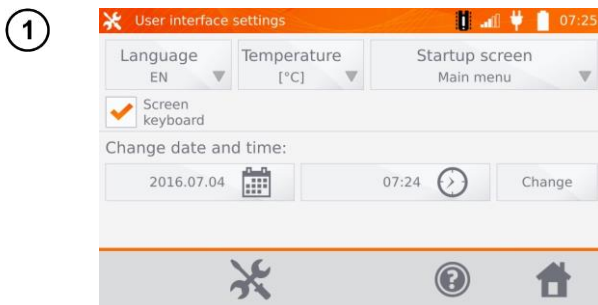 1
User interface settings 07:25
Language Temperature Startup screen
EN [°C] Main menu
Screen
keyboard
Change date and time:
2016.07.04 07:24 Change
?